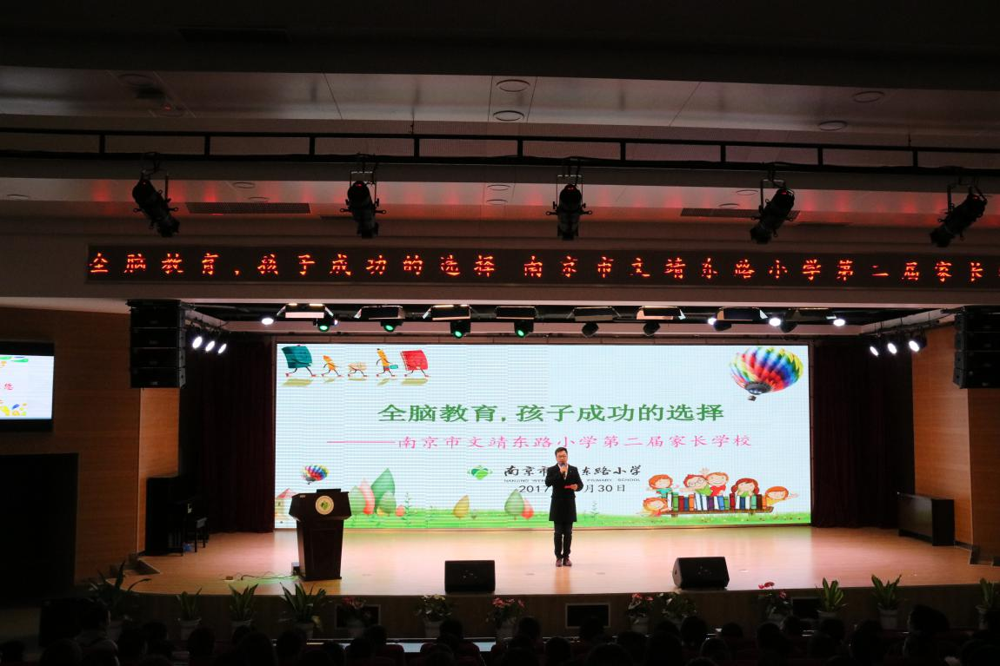 全脑教育,孩子成功的选择 南京市文靖东路小学第二届家长
全脑教育,孩子成功的选择
————南京市文靖东路小学第二届家长学校
南京市 东路小学
NANJING PRIMARY SCHOOL
2017 月30日